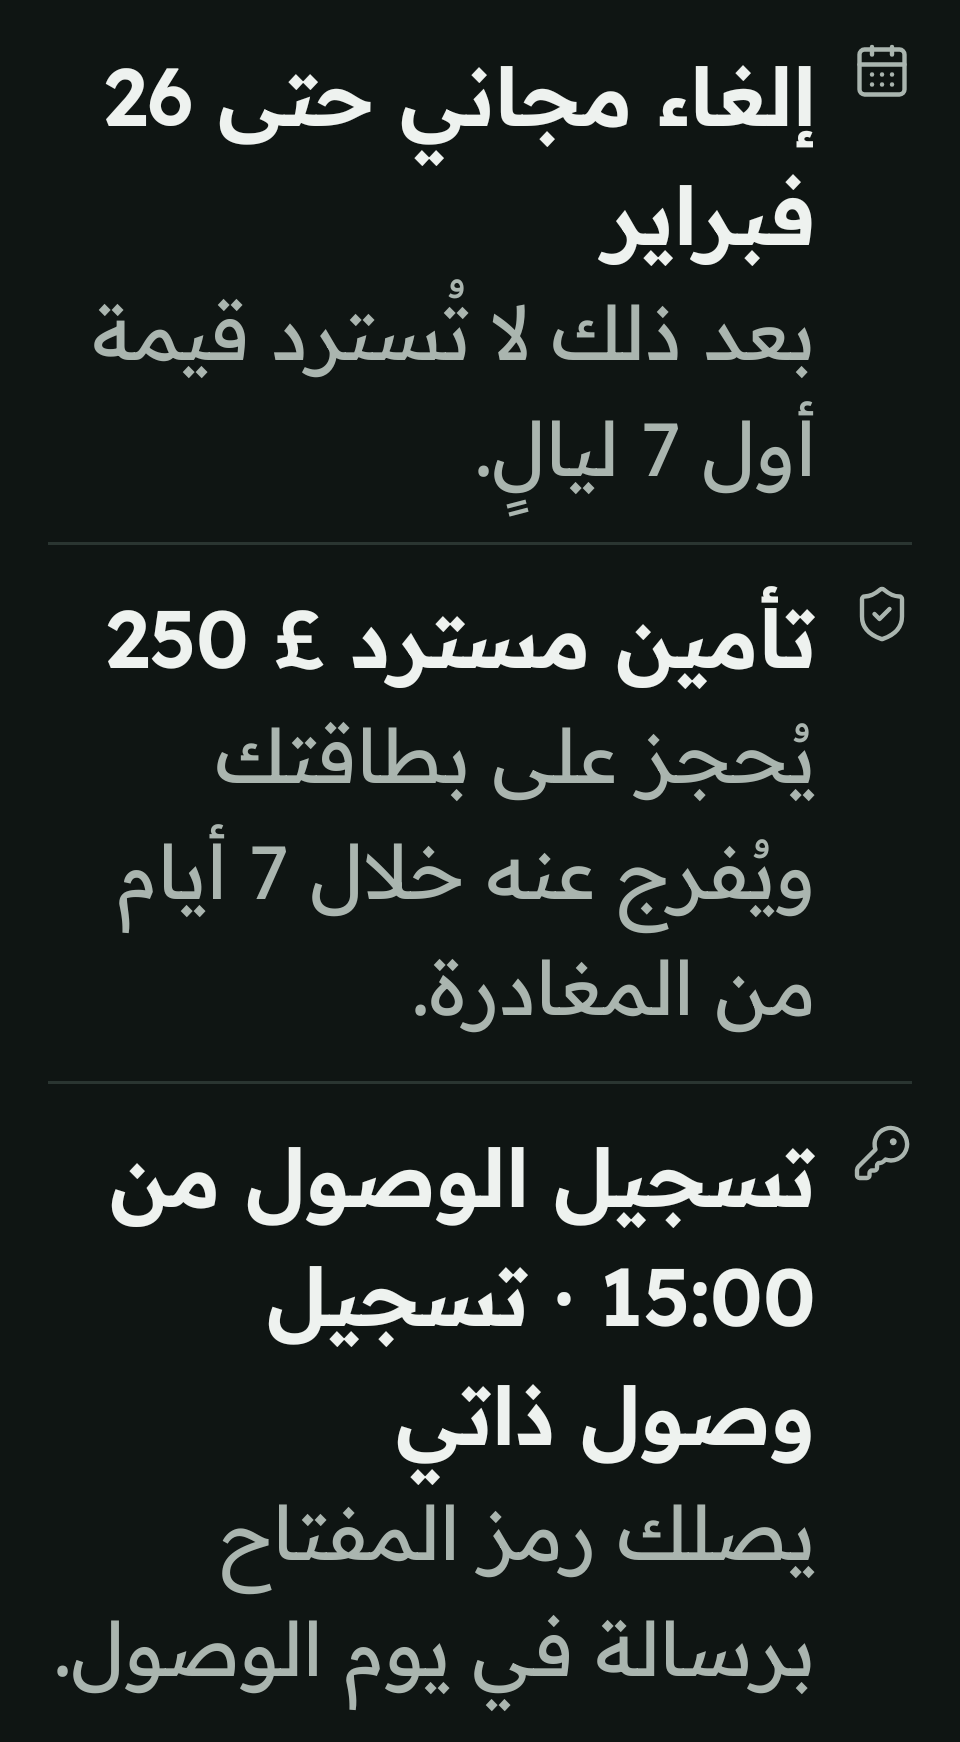 إلغاء مجاني حتى 26
فبراير
بعد ذلك لا تُسترد قيمة
أول 7 ليالٍ.
تأمين مسترد £ 250
يُحجز على بطاقتك
ويُفرج عنه خلال 7 أيام
من المغادرة.
تسجيل الوصول من
15:00 · تسجيل
وصول ذاتي
يصلك رمز المفتاح
برسالة في يوم الوصول.